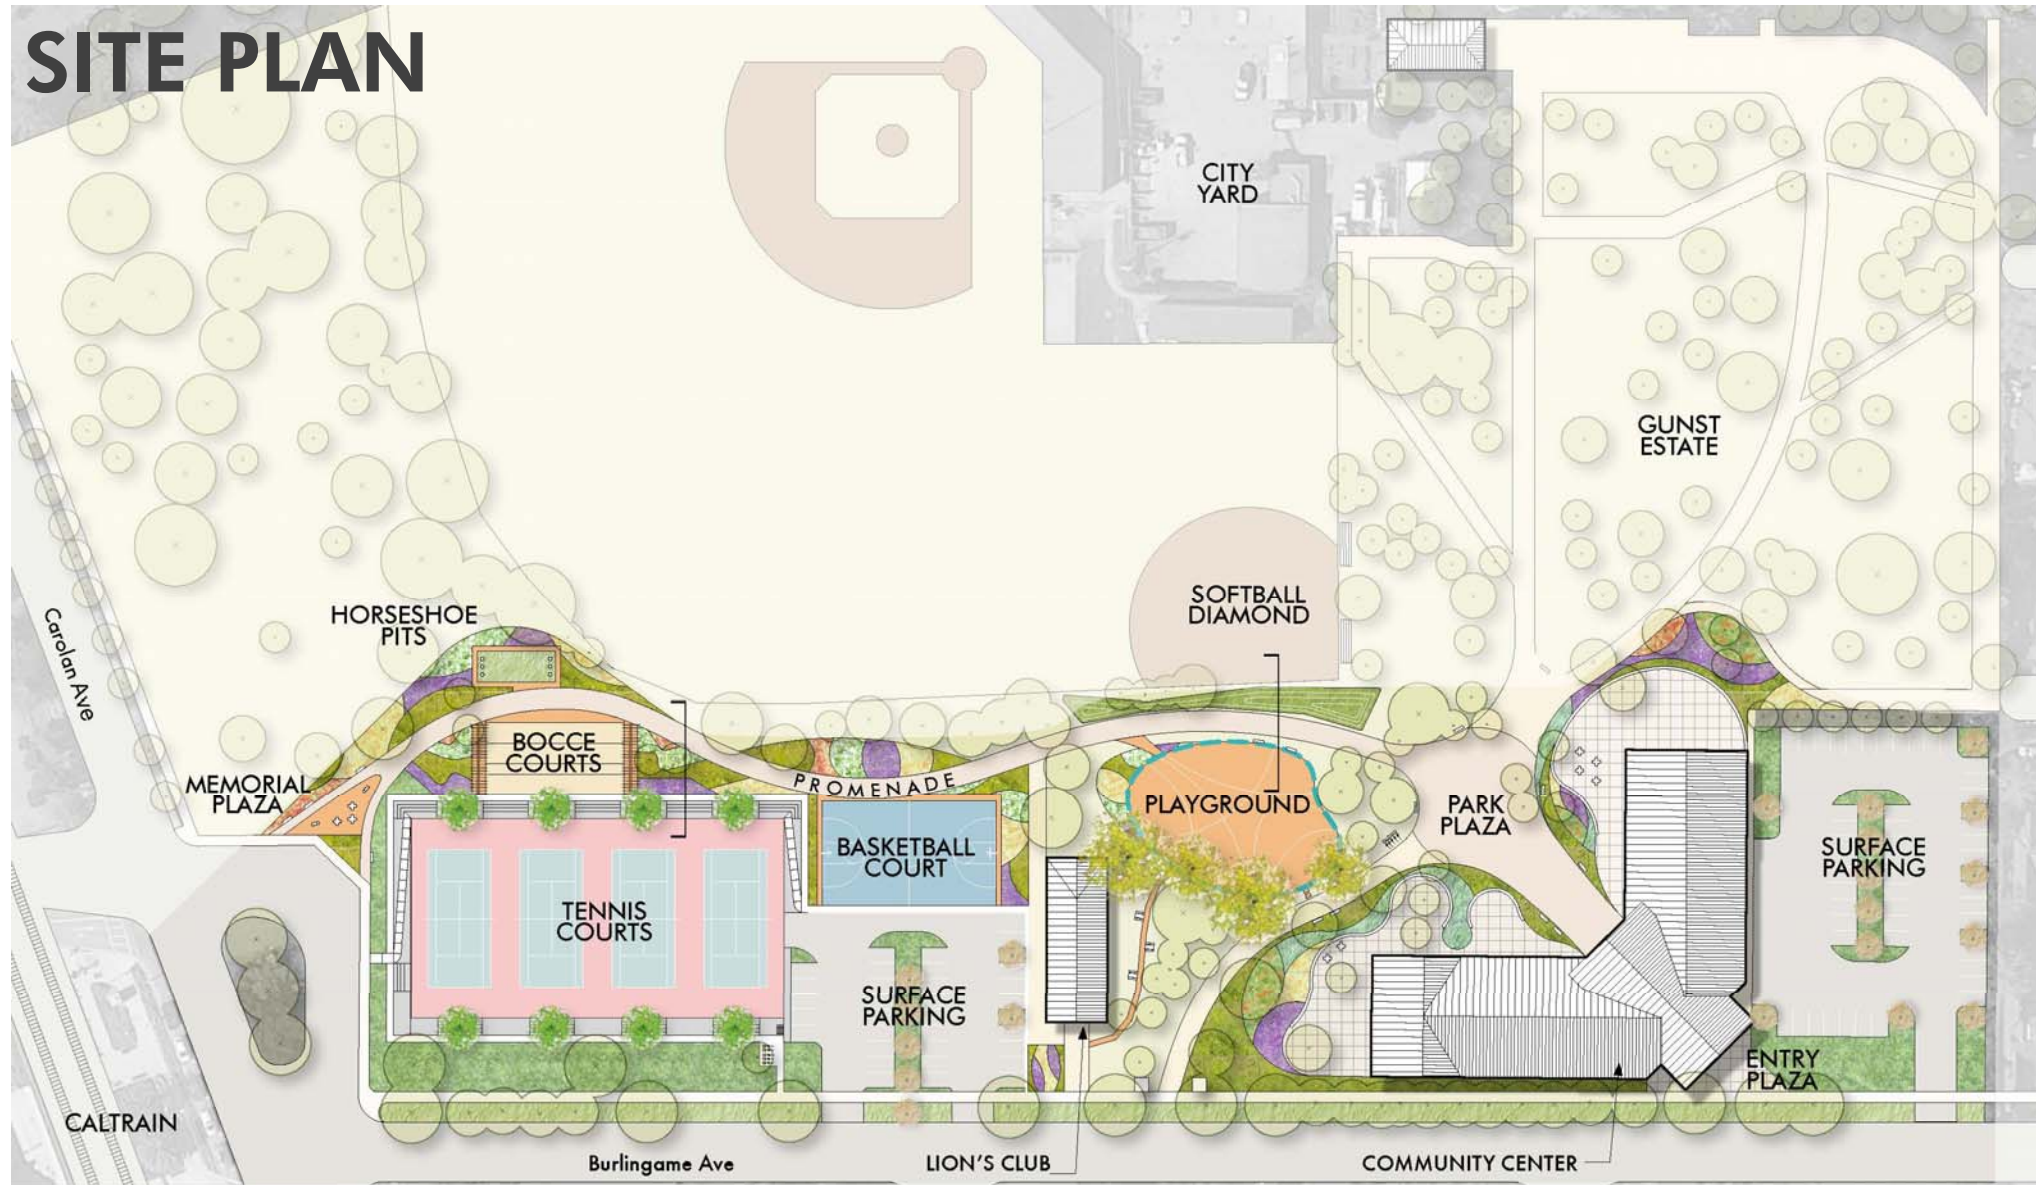 SITE PLAN
CITY
YARD
GUNST
ESTATE
HORSESHOE
PITS
SOFTBALL
DIAMOND
Carolan Ave
BOCCE
COURTS
MEMORIAL
PLAZA
PROMENADE
PLAYGROUND
PARK
PLAZA
BASKETBALL
COURT
SURFACE
PARKING
TENNIS
COURTS
SURFACE
PARKING
ENTRY
PLAZA
CALTRAIN
Burlingame Ave
LION'S CLUB
COMMUNITY CENTER